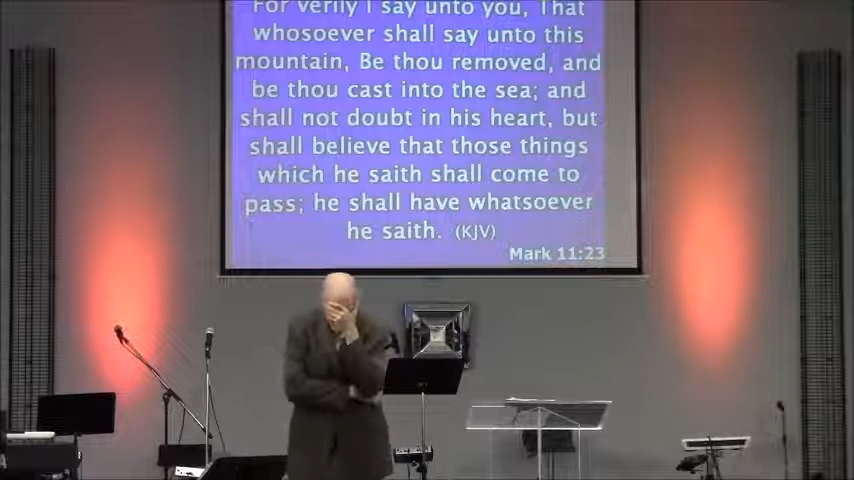 For verily I say unto you, That
whosoever shall say unto this
mountain, Be thou removed, and
be thou cast into the sea; and
shall not doubt in his heart, but
shall believe that those things
which he saith shall come to
pass; he shall have whatsoever
he saith. (KJV)
Mark 11:23